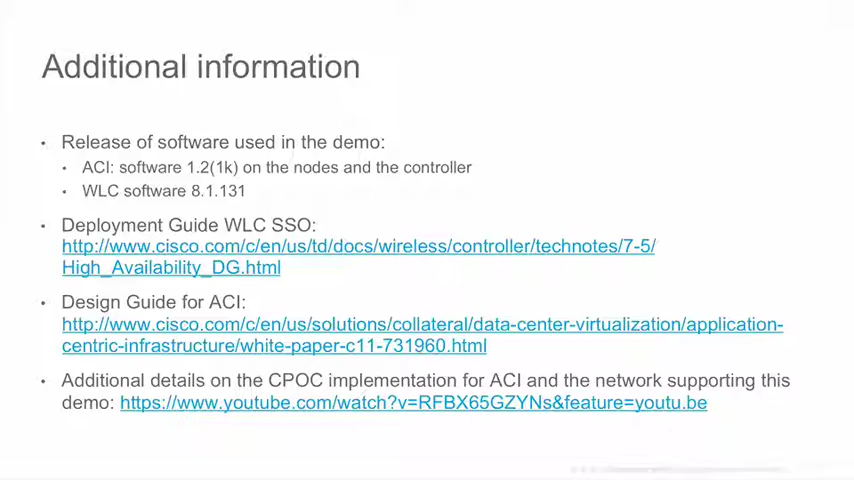 Additional information
• Release of software used in the demo:
• ACI: software 1.2(1k) on the nodes and the controller
• WLC software 8.1.131
• Deployment Guide WLC SSO:
http://www.cisco.com/c/en/us/td/docs/wireless/controller/technotes/7-5/
High_Availability_DG.html
• Design Guide for ACI:
http://www.cisco.com/c/en/us/solutions/collateral/data-center-virtualization/application-
centric-infrastructure/white-paper-c11-731960.html
• Additional details on the CPOC implementation for ACI and the network supporting this
demo: https://www.youtube.com/watch?v=RFBX65GZYNs&feature=youtu.be